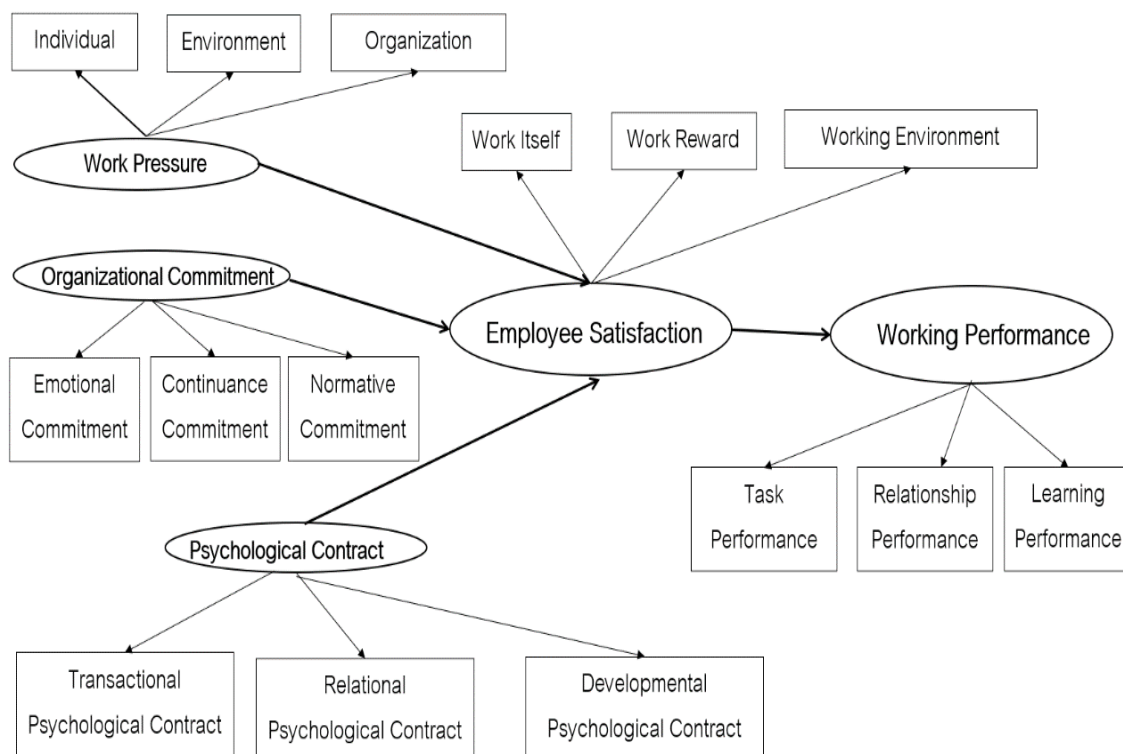 Individual
Environment
Organization
Work Pressure
Work Itself
Work Reward
Working Environment
Organizational Commitment
Employee Satisfaction
Working Performance
Emotional
Commitment
Continuance
Commitment
Normative
Commitment
Task
Performance
Relationship
Performance
Learning
Performance
Psychological Contract
Transactional
Psychological Contract
Relational
Psychological Contract
Developmental
Psychological Contract